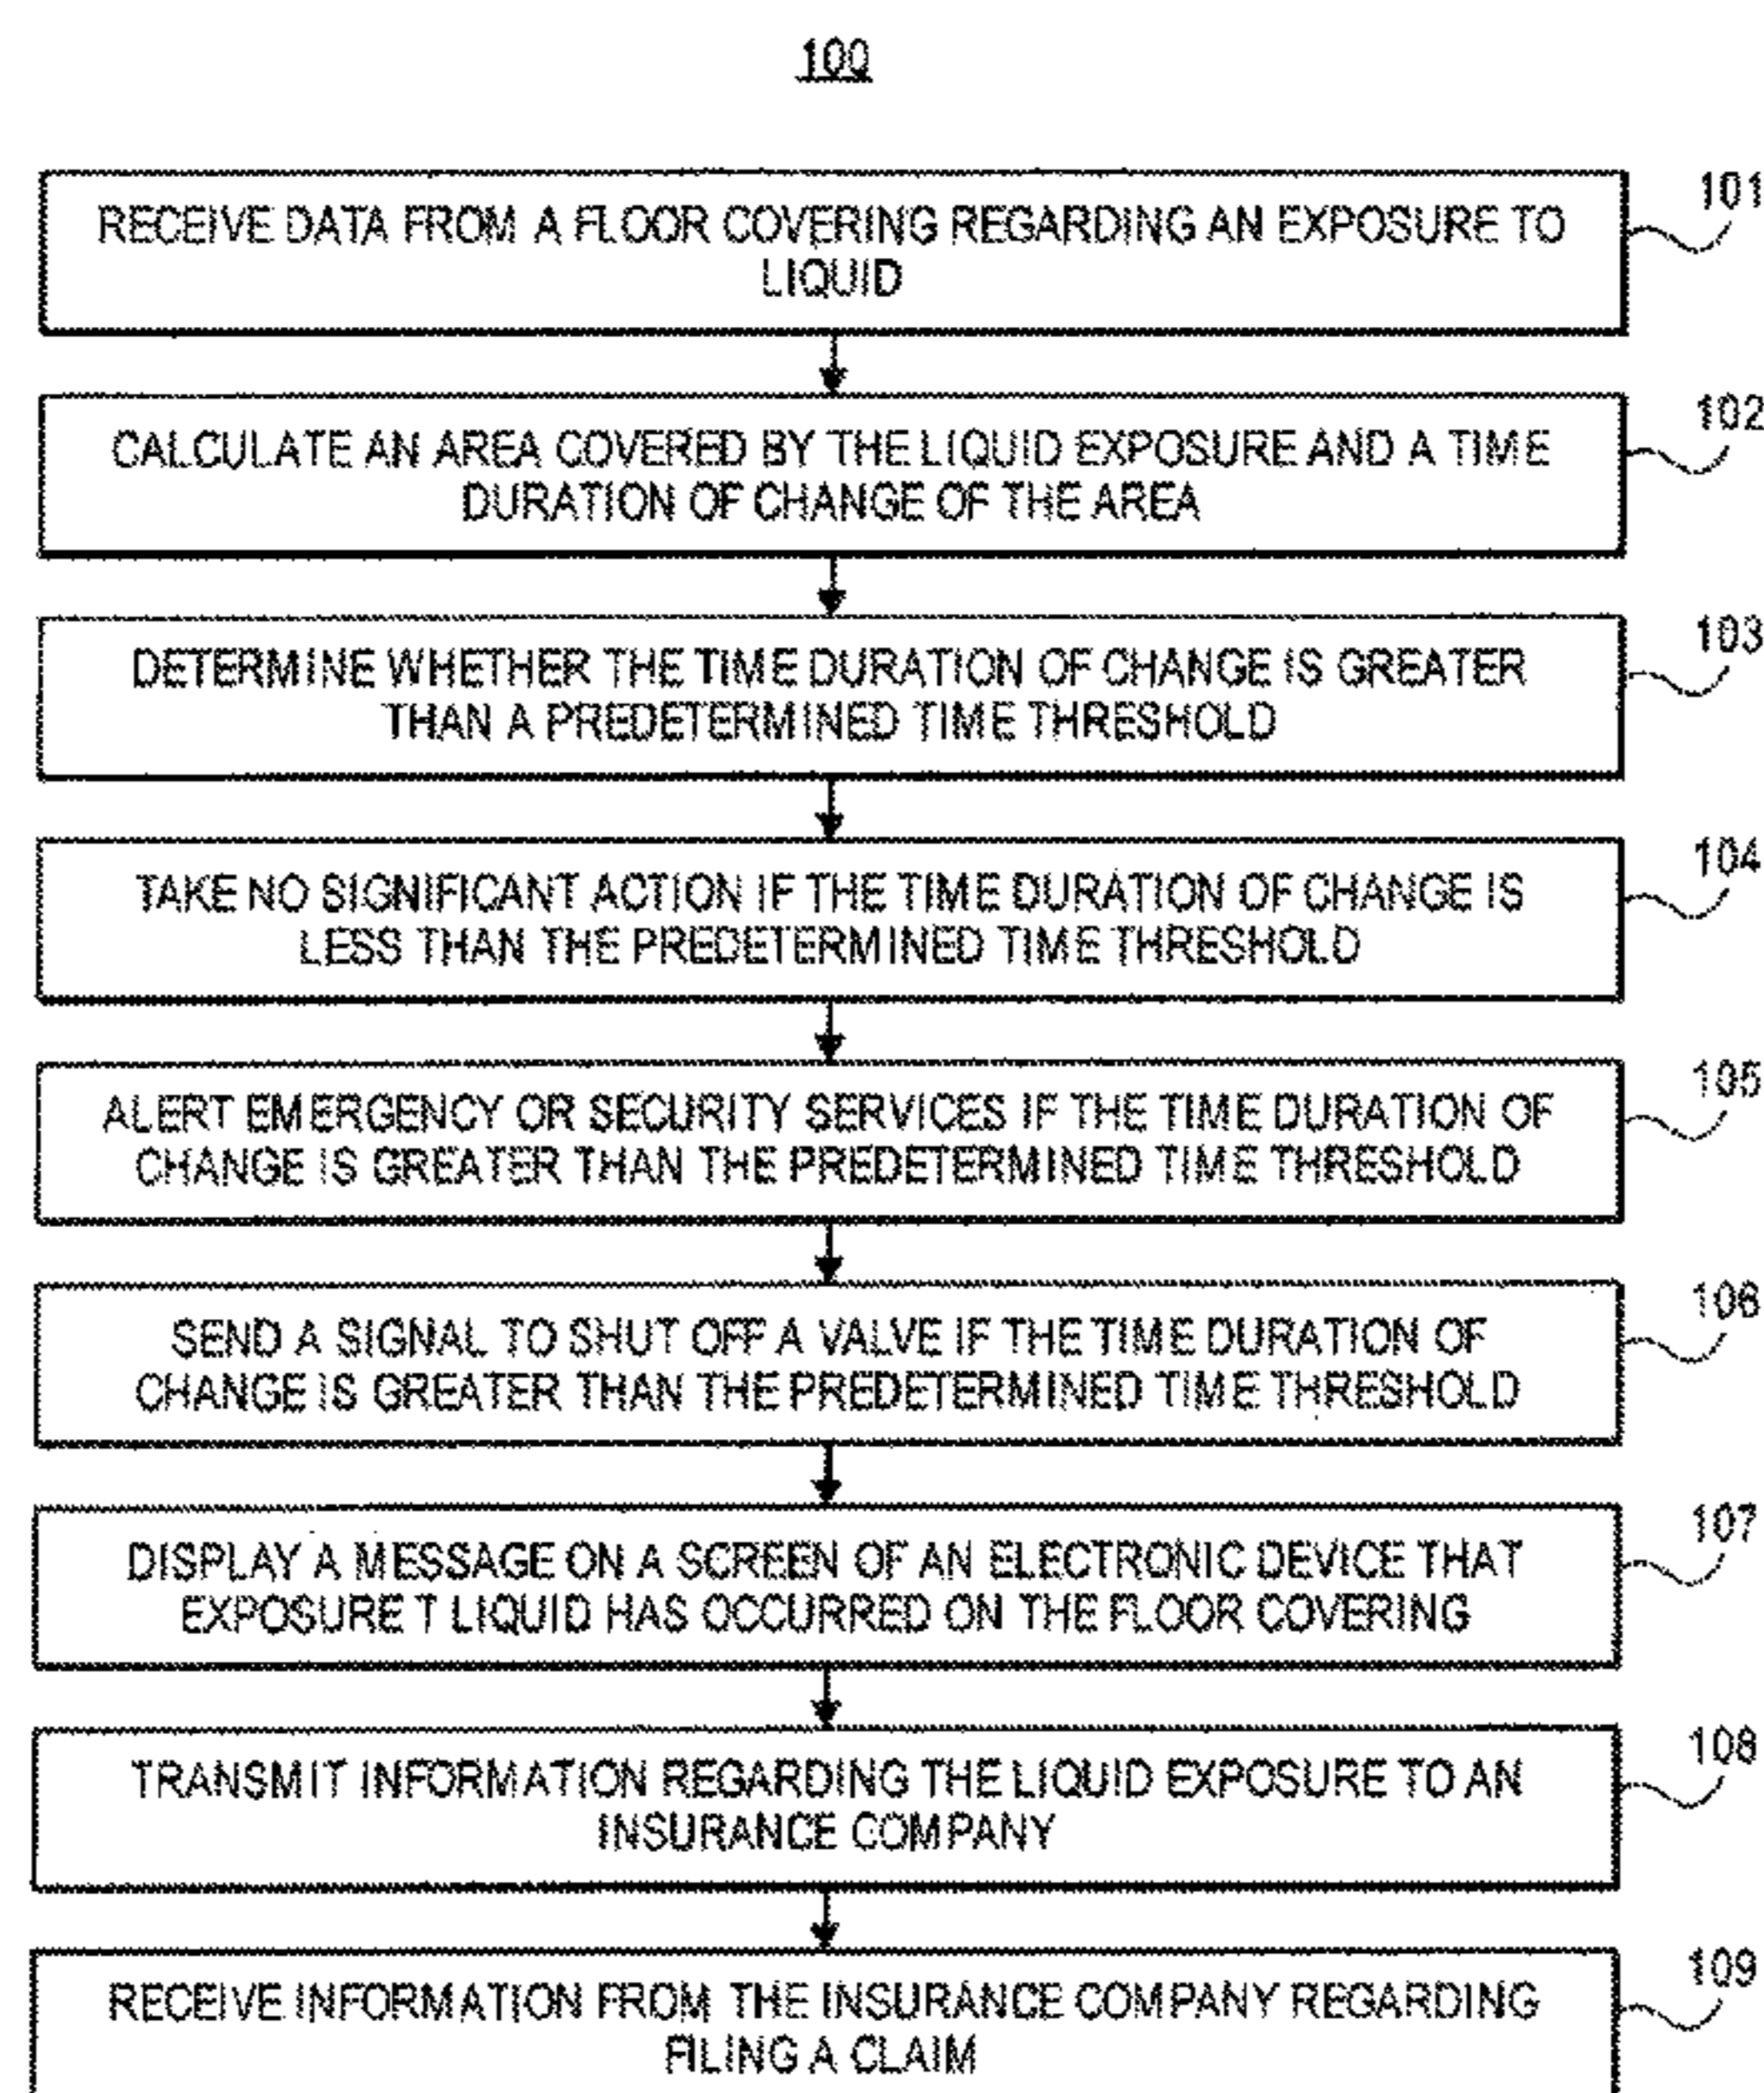 100
RECEIVE DATA FROM A FLOOR COVERING REGARDING AN EXPOSURE TO
LIQUID
101
CALCULATE AN AREA COVERED BY THE LIQUID EXPOSURE AND A TIME
DURATION OF CHANGE OF THE AREA
102
DETERMINE WHETHER THE TIME DURATION OF CHANGE IS GREATER
THAN A PREDETERMINED TIME THRESHOLD
103
TAKE NO SIGNIFICANT ACTION IF THE TIME DURATION OF CHANGE IS
LESS THAN THE PREDETERMINED TIME THRESHOLD
104
ALERT EMERGENCY OR SECURITY SERVICES IF THE TIME DURATION OF
CHANGE IS GREATER THAN THE PREDETERMINED TIME THRESHOLD
105
SEND A SIGNAL TO SHUT OFF A VALVE IF THE TIME DURATION OF
CHANGE IS GREATER THAN THE PREDETERMINED TIME THRESHOLD
106
DISPLAY A MESSAGE ON A SCREEN OF AN ELECTRONIC DEVICE THAT
EXPOSURE T LIQUID HAS OCCURRED ON THE FLOOR COVERING
107
TRANSMIT INFORMATION REGARDING THE LIQUID EXPOSURE TO AN
INSURANCE COMPANY
108
RECEIVE INFORMATION FROM THE INSURANCE COMPANY REGARDING
FILING A CLAIM
109